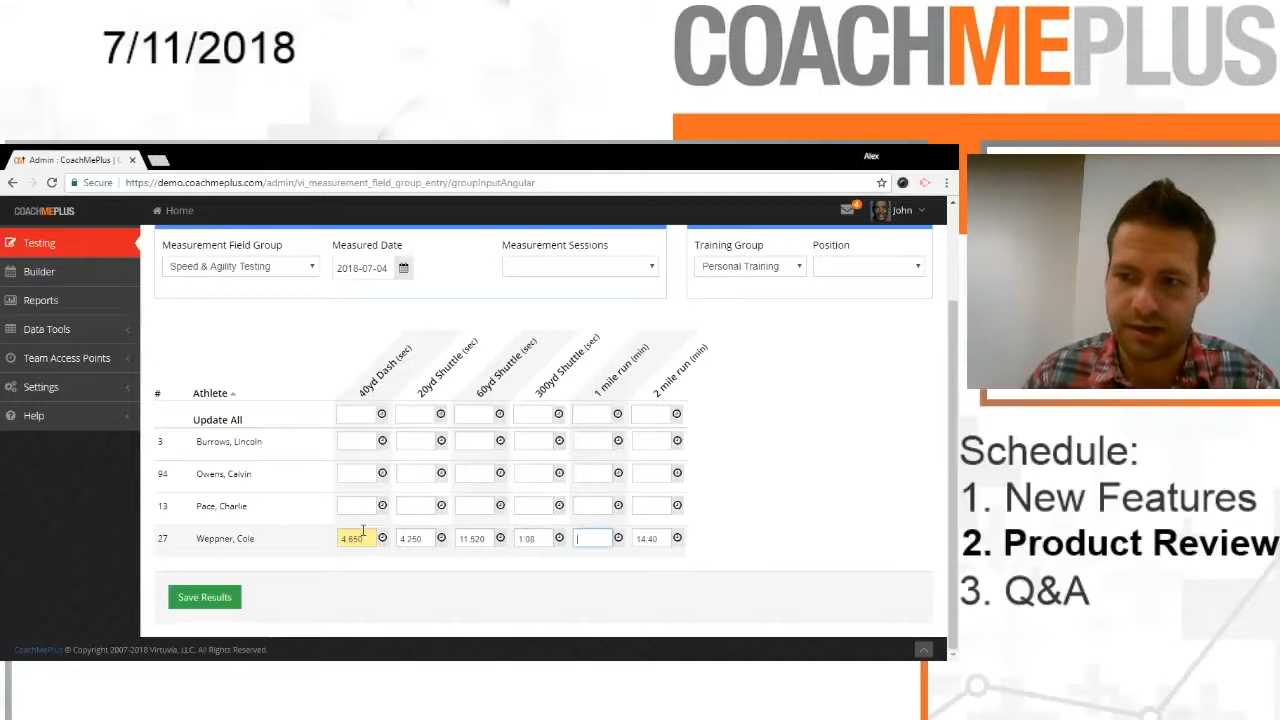 7/11/2018
COACHMEPLUS
Admin : CoachMePlus | C
Alex
Secure
https://demo.coachmeplus.com/admin/vi_measurement_field_group_entry/groupInputAngular
COACHMEPLUS
Home
4
John
Testing
Builder
Reports
Data Tools
Team Access Points
Settings
Help
Measurement Field Group
Measured Date
Measurement Sessions
Training Group
Position
Speed & Agility Testing
2018-07-04
Personal Training
# Athlete
40yd Dash (sec)
20yd Shuttle (sec)
60yd Shuttle (sec)
300yd Shuttle (sec)
1 mile run (min)
2 mile run (min)
Update All
3 Burrows, Lincoln
94 Owens, Calvin
13 Pace, Charlie
27 Weppner, Cole 4.650 4.250 11.520 1:08 14:40
Save Results
CoachMePlus © Copyright 2007-2018 Virtuvia, LLC. All Rights Reserved.
Schedule:
1. New Features
2. Product Review
3. Q&A